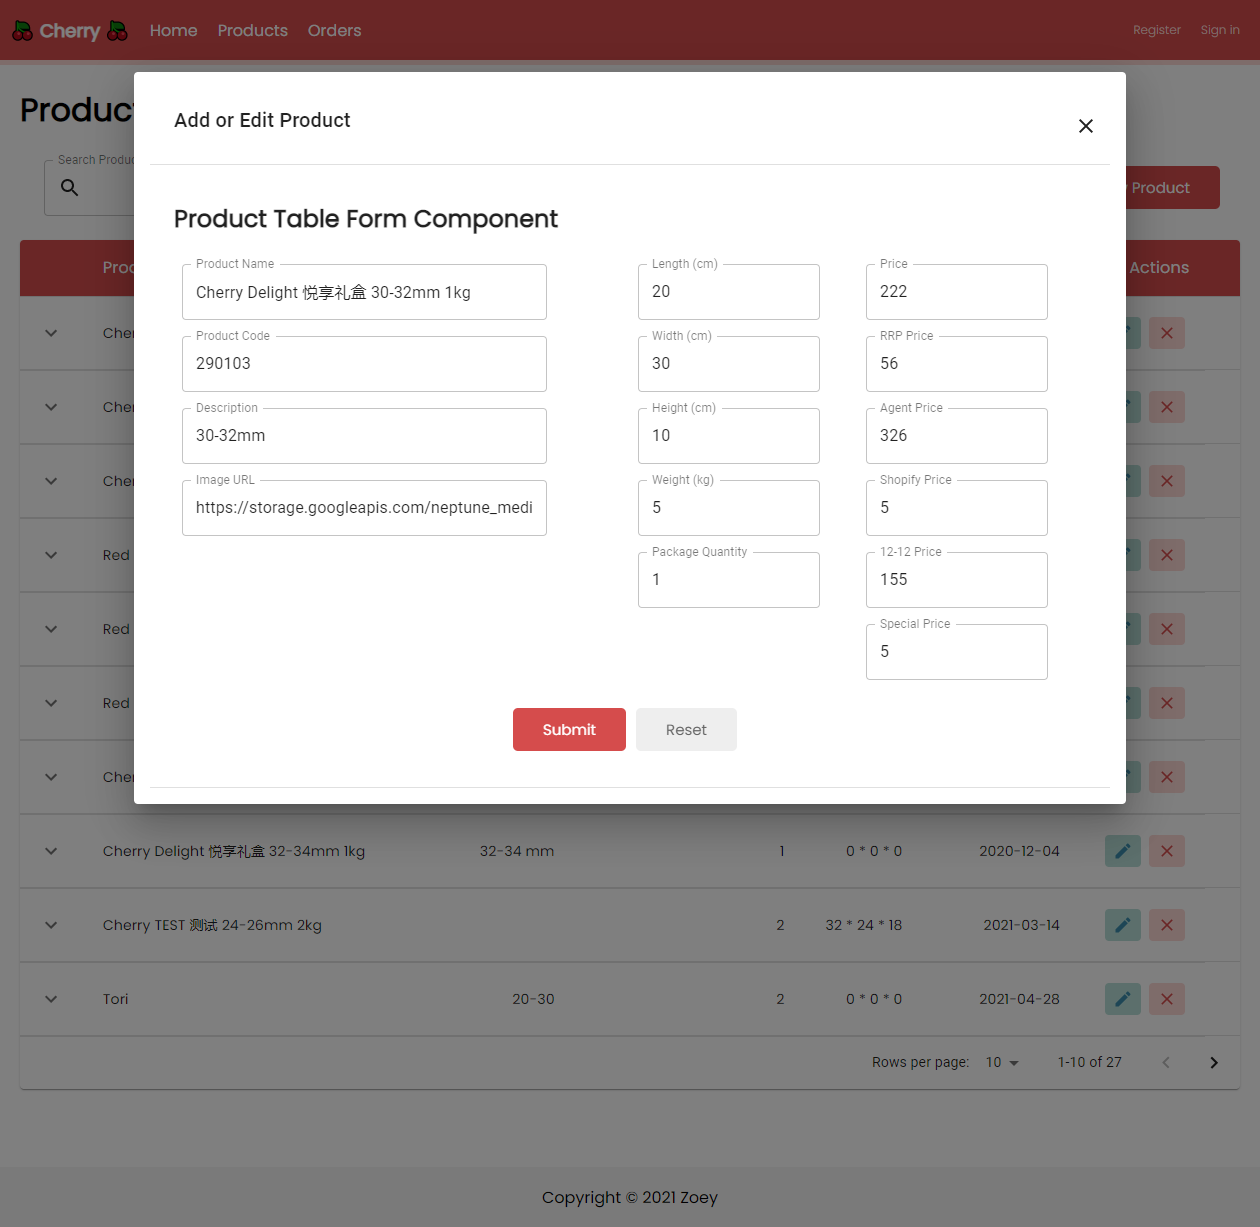 Cherry Home Products Orders Register Sign in
Add or Edit Product
Search
Product
Actions
Product Table Form Component
Product Name
Cherry Delight 悦享礼盒 30-32mm 1kg
Product Code
290103
Description
30-32mm
Image URL
https://storage.googleapis.com/neptune_medi
Length (cm)
20
Width (cm)
30
Height (cm)
10
Weight (kg)
5
Package Quantity
1
Price
222
RRP Price
56
Agent Price
326
Shopify Price
5
12-12 Price
155
Special Price
5
Submit Reset
Red
Red
Red
Cherry Delight 悦享礼盒 32-34mm 1kg 32-34 mm 1 0 * 0 * 0 2020-12-04
Cherry TEST 测试 24-26mm 2kg 2 32 * 24 * 18 2021-03-14
Tori 20-30 2 0 * 0 * 0 2021-04-28
Rows per page: 10 1-10 of 27
Copyright © 2021 Zoey